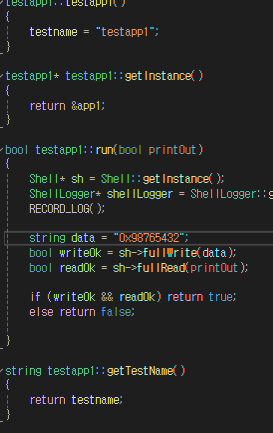 testapp1::testapp1()
{
testname = "testapp1";
}
testapp1* testapp1::getInstance()
{
return &app1;
}
bool testapp1::run(bool printOut)
{
Shell* sh = Shell::getInstance();
ShellLogger* shellLogger = ShellLogger::g
RECORD_LOG();
string data = "0x98765432";
bool writeOk = sh->fullWrite(data);
bool readOk = sh->fullRead(printOut);
if (writeOk && readOk) return true;
else return false;
}
string testapp1::getTestName()
{
return testname;
}